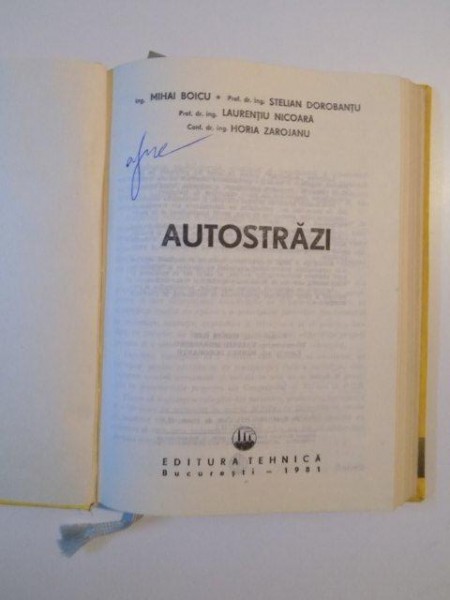 ing. MIHAI BOICU • Prof. dr. ing. STELIAN DOROBANȚU
Prof. dr. ing. LAURENȚIU NICOARĂ
Conf. dr. ing. HORIA ZAROJANU
AUTOSTRĂZI
EDITURA TEHNICĂ
București — 1981